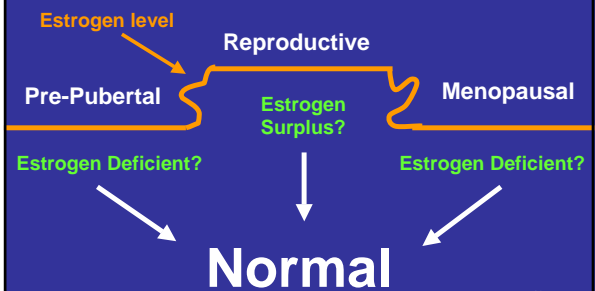 Estrogen level
Reproductive
Pre-Pubertal
Menopausal
Estrogen
Surplus?
Estrogen Deficient?
Estrogen Deficient?
Normal